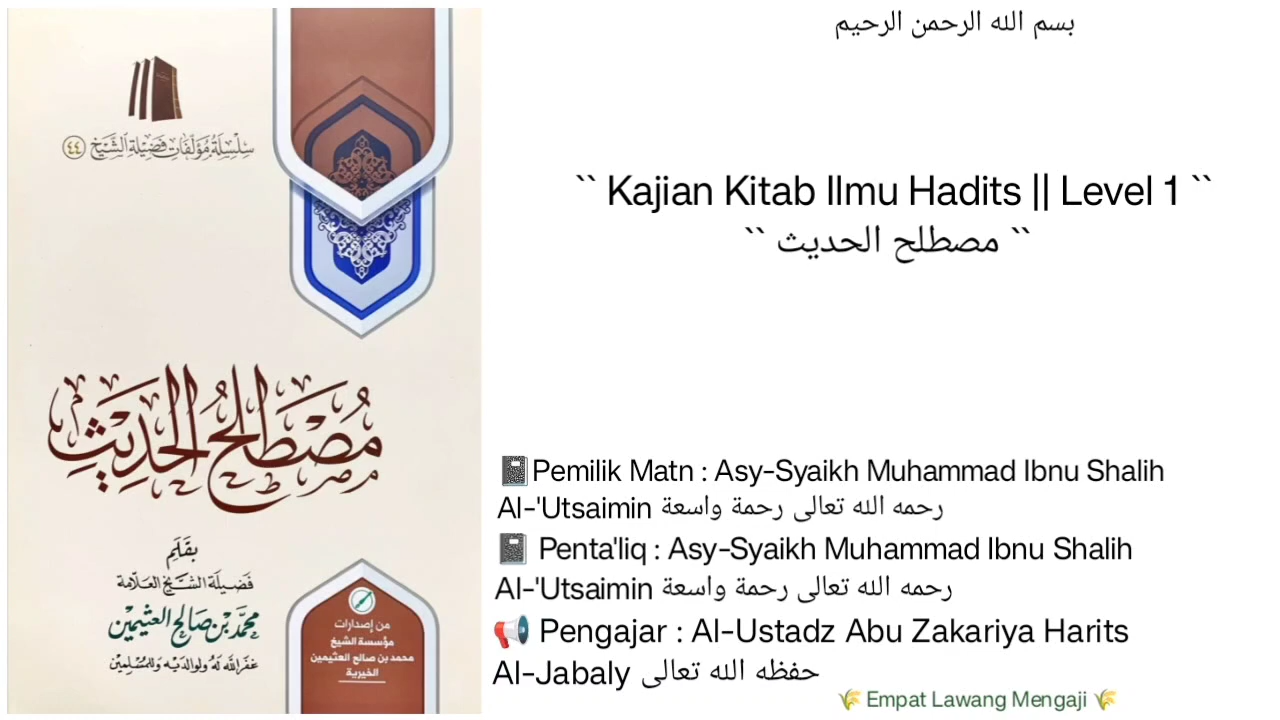 سلسلة مؤلفات فضيلة الشيخ ٤٤
مصطلح الحديث
بقلم
فضيلة الشيخ العلامة
محمد بن صالح العثيمين
غفر الله له ولوالديه وللمسلمين
من إصدارات
مؤسسة الشيخ
محمد بن صالح العثيمين
الخيرية
بسم الله الرحمن الرحيم
`` Kajian Kitab Ilmu Hadits || Level 1 ``
`` مصطلح الحديث ``
📓Pemilik Matn : Asy-Syaikh Muhammad Ibnu Shalih
Al-'Utsaimin رحمه الله تعالى رحمة واسعة
📓 Penta'liq : Asy-Syaikh Muhammad Ibnu Shalih
Al-'Utsaimin رحمه الله تعالى رحمة واسعة
📢 Pengajar : Al-Ustadz Abu Zakariya Harits
Al-Jabaly حفظه الله تعالى
🌾 Empat Lawang Mengaji 🌾